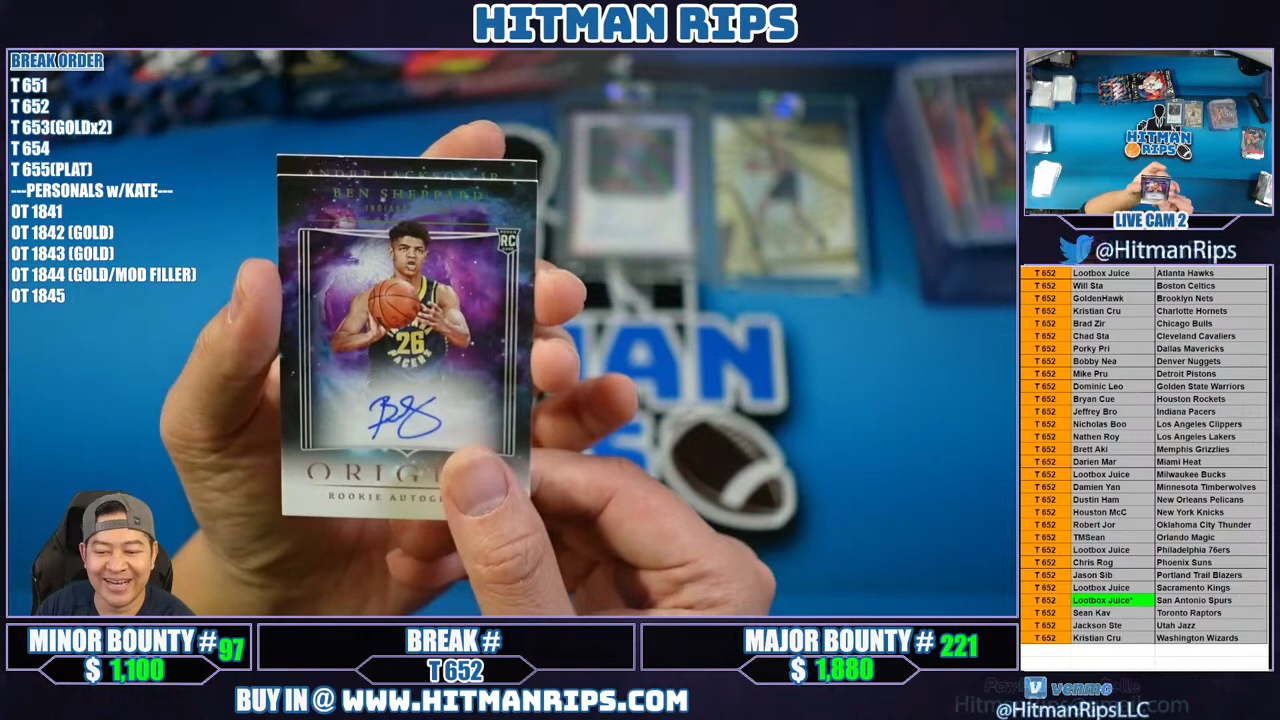 HITMAN RIPS
BREAK ORDER
T 651
T 652
T 653(GOLDx2)
T 654
T 655(PLAT)
---PERSONALS w/KATE---
OT 1841
OT 1842 (GOLD)
OT 1843 (GOLD)
OT 1844 (GOLD/MOD FILLER)
OT 1845
ANDRE JACKSON JR
BEN SHEPPARD
RC
26
PACERS
ORIG
ROOKIE AUTOG
HITMAN
RIPS
LIVE CAM 2
@HitmanRips
T 652 Lootbox Juice Atlanta Hawks
T 652 Will Sta Boston Celtics
T 652 GoldenHawk Brooklyn Nets
T 652 Kristian Cru Charlotte Hornets
T 652 Brad Zir Chicago Bulls
T 652 Chad Sta Cleveland Cavaliers
T 652 Porky Pri Dallas Mavericks
T 652 Bobby Nea Denver Nuggets
T 652 Mike Pru Detroit Pistons
T 652 Dominic Leo Golden State Warriors
T 652 Bryan Cue Houston Rockets
T 652 Jeffrey Bro Indiana Pacers
T 652 Nicholas Boo Los Angeles Clippers
T 652 Nathen Roy Los Angeles Lakers
T 652 Brett Aki Memphis Grizzlies
T 652 Darien Mar Miami Heat
T 652 Lootbox Juice Milwaukee Bucks
T 652 Damien Yan Minnesota Timberwolves
T 652 Dustin Ham New Orleans Pelicans
T 652 Houston McC New York Knicks
T 652 Robert Jor Oklahoma City Thunder
T 652 TMSean Orlando Magic
T 652 Lootbox Juice Philadelphia 76ers
T 652 Chris Rog Phoenix Suns
T 652 Jason Sib Portland Trail Blazers
T 652 Lootbox Juice Sacramento Kings
T 652 Lootbox Juice* San Antonio Spurs
T 652 Sean Kav Toronto Raptors
T 652 Jackson Ste Utah Jazz
T 652 Kristian Cru Washington Wizards
MINOR BOUNTY # 97
$ 1,100
BREAK #
T 652
MAJOR BOUNTY # 221
$ 1,880
BUY IN @ WWW.HITMANRIPS.COM
venmo
@HitmanRipsLLC